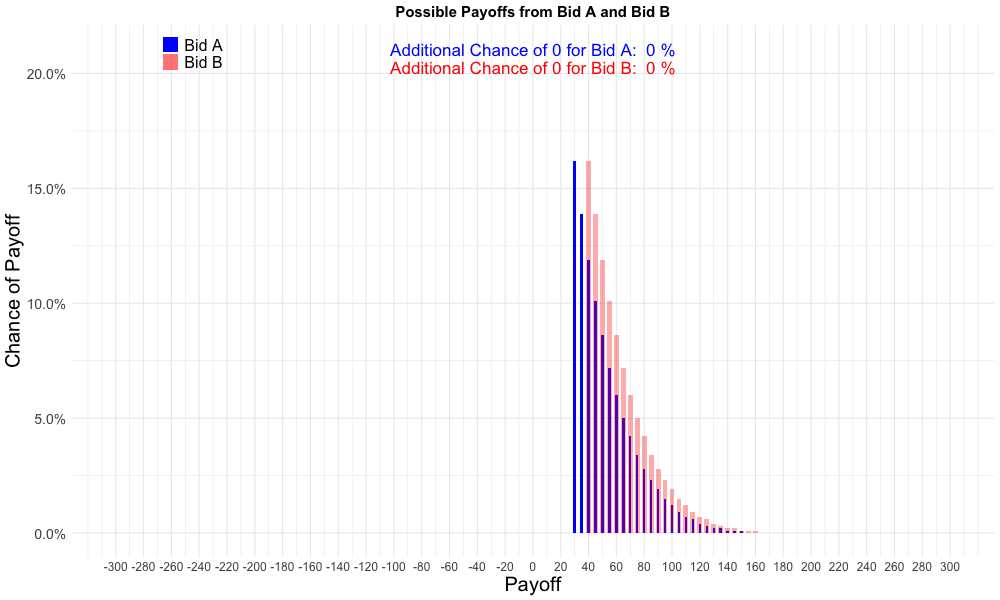 Possible Payoffs from Bid A and Bid B
Bid A
Bid B
Additional Chance of 0 for Bid A: 0 %
Additional Chance of 0 for Bid B: 0 %
Chance of Payoff
20.0%
15.0%
10.0%
5.0%
0.0%
-300 -280 -260 -240 -220 -200 -180 -160 -140 -120 -100 -80 -60 -40 -20 0 20 40 60 80 100 120 140 160 180 200 220 240 260 280 300
Payoff